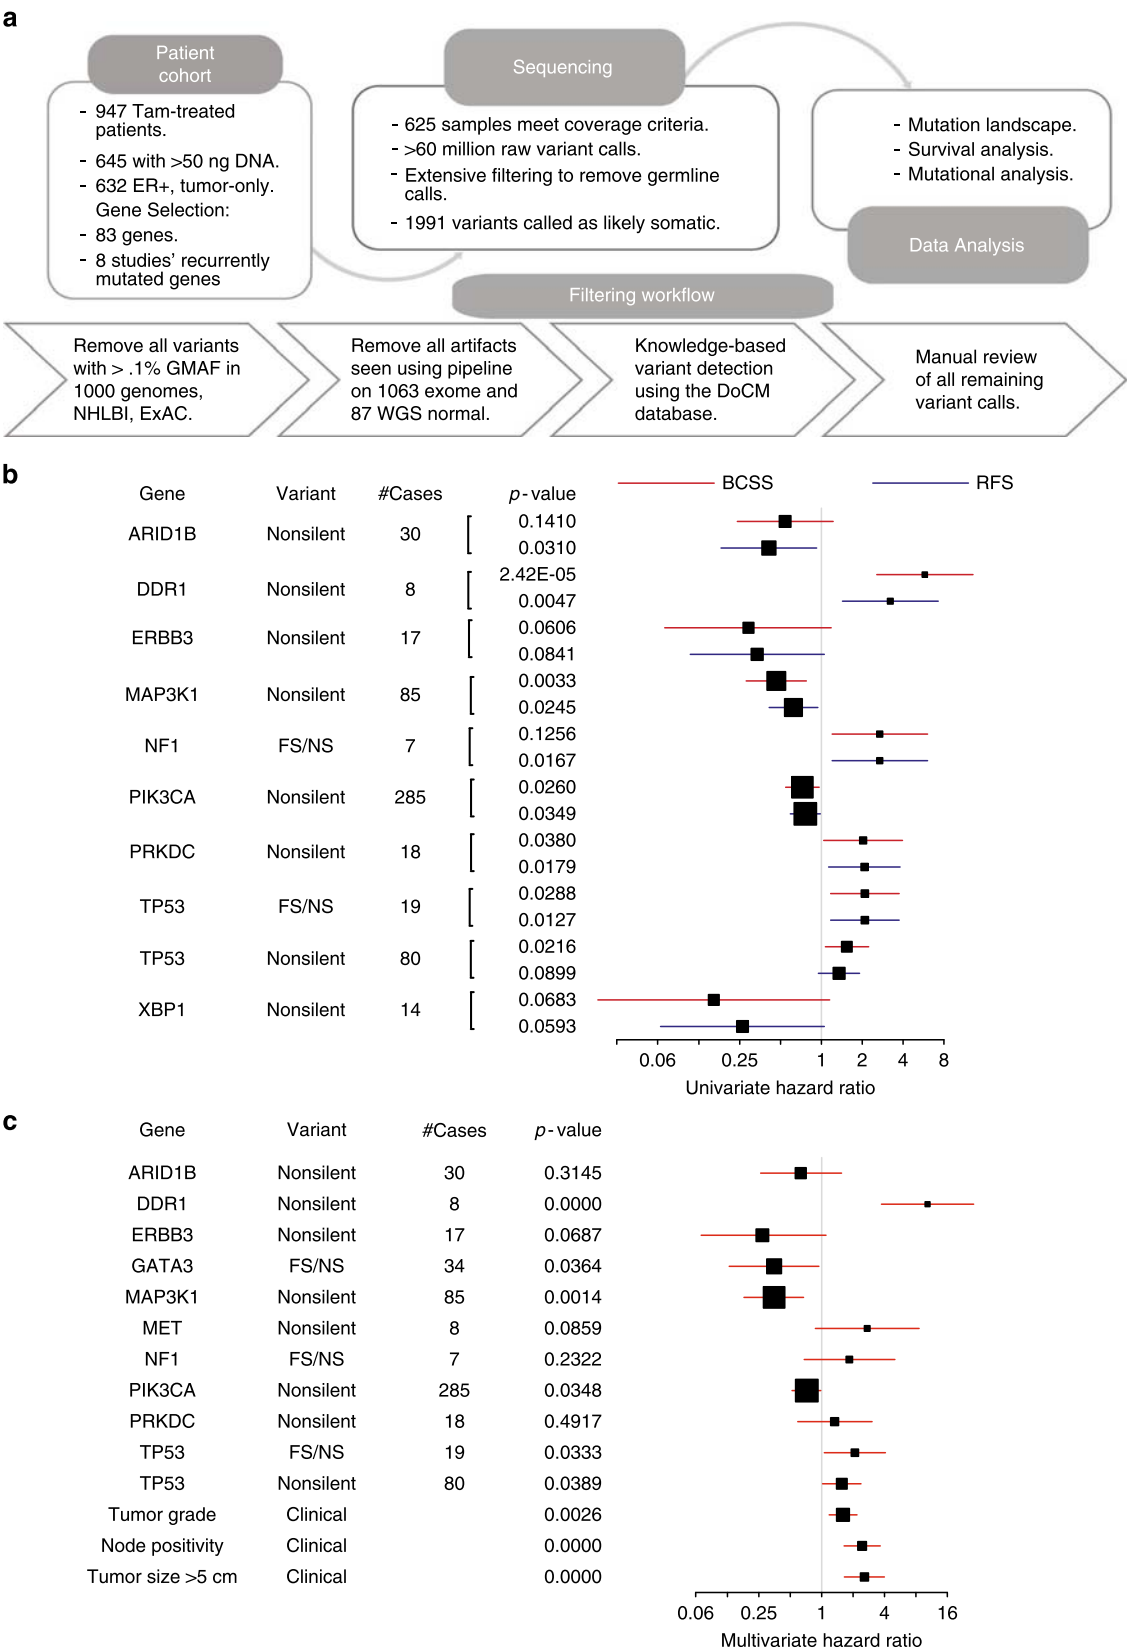 a
Patient
cohort
- 947 Tam-treated
patients.
- 645 with >50 ng DNA.
- 632 ER+, tumor-only.
Gene Selection:
- 83 genes.
- 8 studies' recurrently
mutated genes
Sequencing
- 625 samples meet coverage criteria.
- >60 million raw variant calls.
- Extensive filtering to remove germline
calls.
- 1991 variants called as likely somatic.
- Mutation landscape.
- Survival analysis.
- Mutational analysis.
Data Analysis
Filtering workflow
Remove all variants
with > .1% GMAF in
1000 genomes,
NHLBI, ExAC.
Remove all artifacts
seen using pipeline
on 1063 exome and
87 WGS normal.
Knowledge-based
variant detection
using the DoCM
database.
Manual review
of all remaining
variant calls.
b
Gene Variant #Cases p-value BCSS RFS
ARID1B Nonsilent 30 0.1410
0.0310
DDR1 Nonsilent 8 2.42E-05
0.0047
ERBB3 Nonsilent 17 0.0606
0.0841
MAP3K1 Nonsilent 85 0.0033
0.0245
NF1 FS/NS 7 0.1256
0.0167
PIK3CA Nonsilent 285 0.0260
0.0349
PRKDC Nonsilent 18 0.0380
0.0179
TP53 FS/NS 19 0.0288
0.0127
TP53 Nonsilent 80 0.0216
0.0899
XBP1 Nonsilent 14 0.0683
0.0593
0.06 0.25 1 2 4 8
Univariate hazard ratio
c
Gene Variant #Cases p-value
ARID1B Nonsilent 30 0.3145
DDR1 Nonsilent 8 0.0000
ERBB3 Nonsilent 17 0.0687
GATA3 FS/NS 34 0.0364
MAP3K1 Nonsilent 85 0.0014
MET Nonsilent 8 0.0859
NF1 FS/NS 7 0.2322
PIK3CA Nonsilent 285 0.0348
PRKDC Nonsilent 18 0.4917
TP53 FS/NS 19 0.0333
TP53 Nonsilent 80 0.0389
Tumor grade Clinical 0.0026
Node positivity Clinical 0.0000
Tumor size >5 cm Clinical 0.0000
0.06 0.25 1 4 16
Multivariate hazard ratio